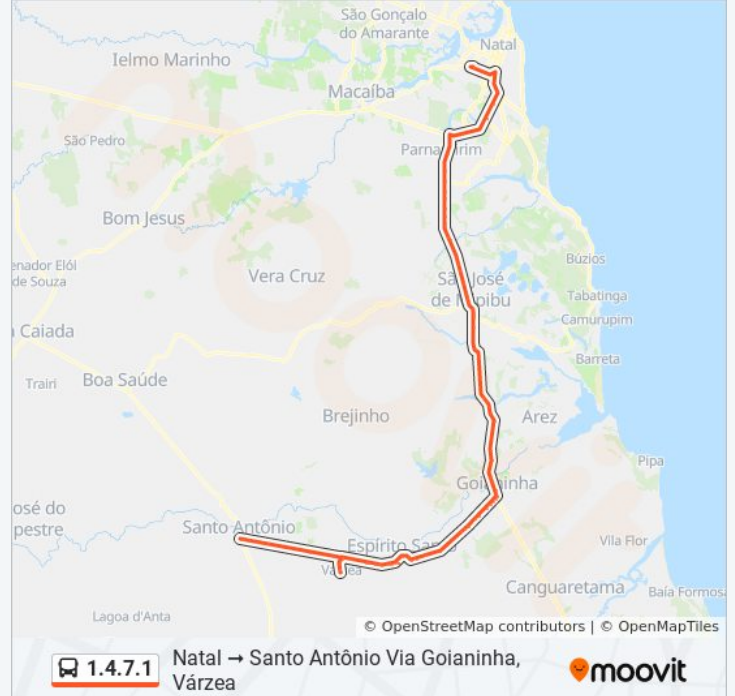 São Gonçalo
do Amarante
Natal
Ielmo Marinho
Macaíba
São Pedro
Parnamirim
Bom Jesus
enador Elói
de Souza
Vera Cruz
São José
de Mipibu
Búzios
Tabatinga
Camurupim
a Caiada
Barreta
Trairi
Boa Saúde
Brejinho
Arez
Pipa
Goianinha
osé do
pestre
Santo Antônio
Espírito Santo
Vila Flor
Várzea
Canguaretama
Baía Formosa
Lagoa d'Anta
© OpenStreetMap contributors | © OpenMapTiles
1.4.7.1
Natal → Santo Antônio Via Goianinha,
Várzea
moovit